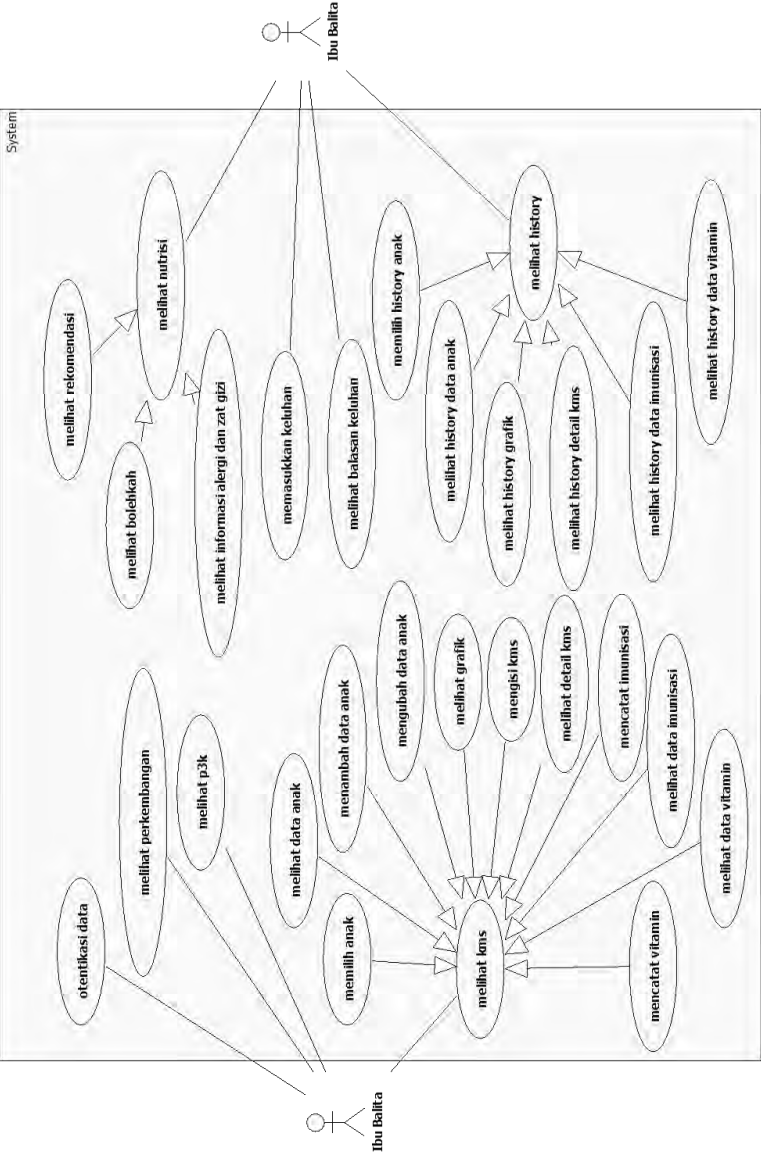 System
Ibu Balita
otentikasi data
melihat perkembangan
melihat p3k
melihat data anak
menambah data anak
memilih anak
mengubah data anak
melihat grafik
mengisi kms
melihat detail kms
mencatat imunisasi
melihat data imunisasi
melihat data vitamin
mencatat vitamin
melihat kms
melihat rekomendasi
melihat bolehkah
melihat nutrisi
melihat informasi alergi dan zat gizi
memasukkan keluhan
melihat balasan keluhan
memilih history anak
melihat history data anak
melihat history grafik
melihat history detail kms
melihat history data imunisasi
melihat history data vitamin
melihat history
Ibu Balita